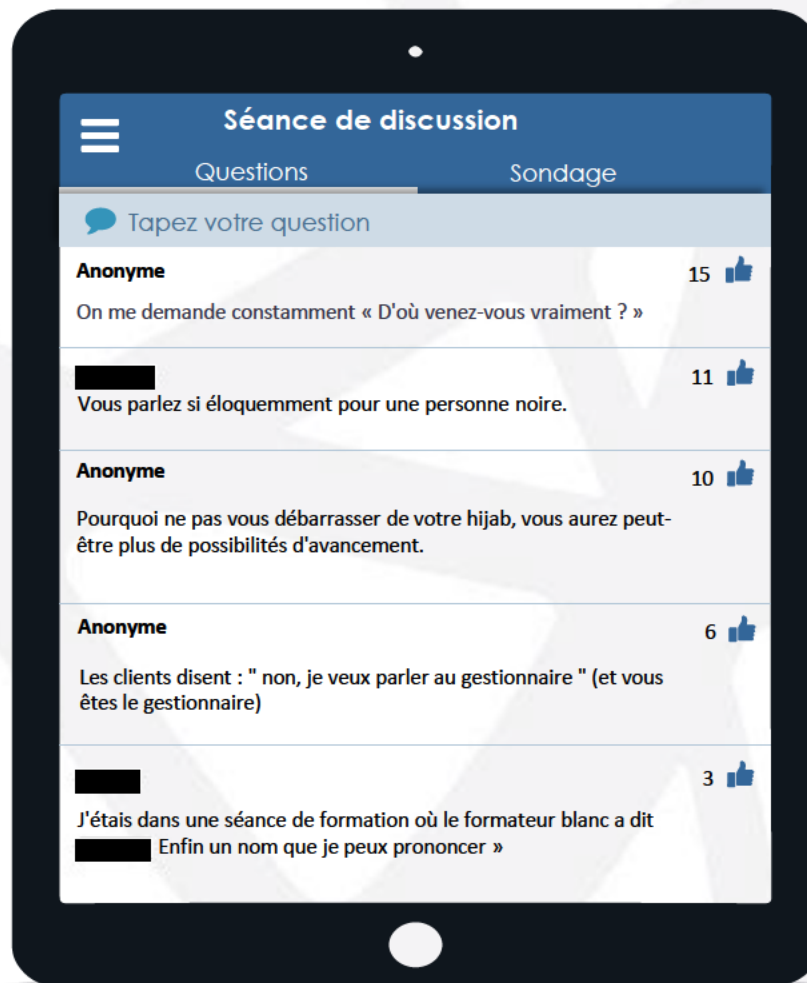 Séance de discussion
Questions
Sondage
Tapez votre question
Anonyme
15
On me demande constamment « D'où venez-vous vraiment ? »
11
Vous parlez si éloquemment pour une personne noire.
Anonyme
10
Pourquoi ne pas vous débarrasser de votre hijab, vous aurez peut-
être plus de possibilités d'avancement.
Anonyme
6
Les clients disent : " non, je veux parler au gestionnaire " (et vous
êtes le gestionnaire)
3
J'étais dans une séance de formation où le formateur blanc a dit
Enfin un nom que je peux prononcer »